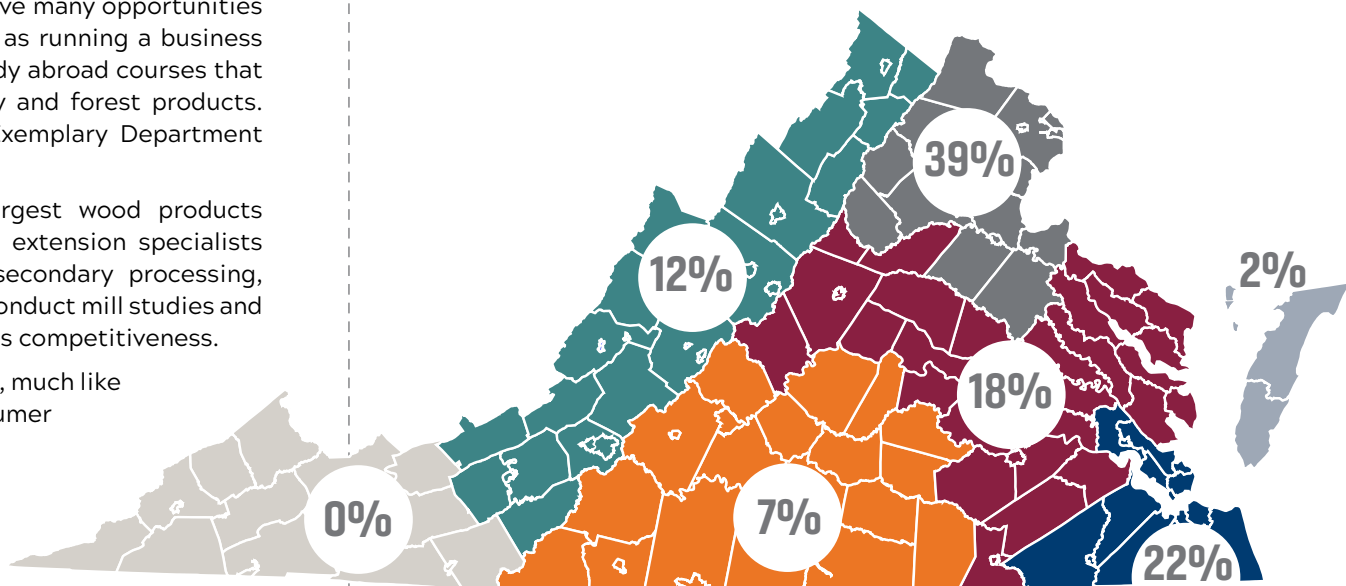 ve many opportunities
as running a business
dy abroad courses that
y and forest products.
Exemplary Department
rgest wood products
extension specialists
secondary processing,
onduct mill studies and
s competitiveness.
, much like
umer
39%
12%
2%
18%
0%
7%
22%